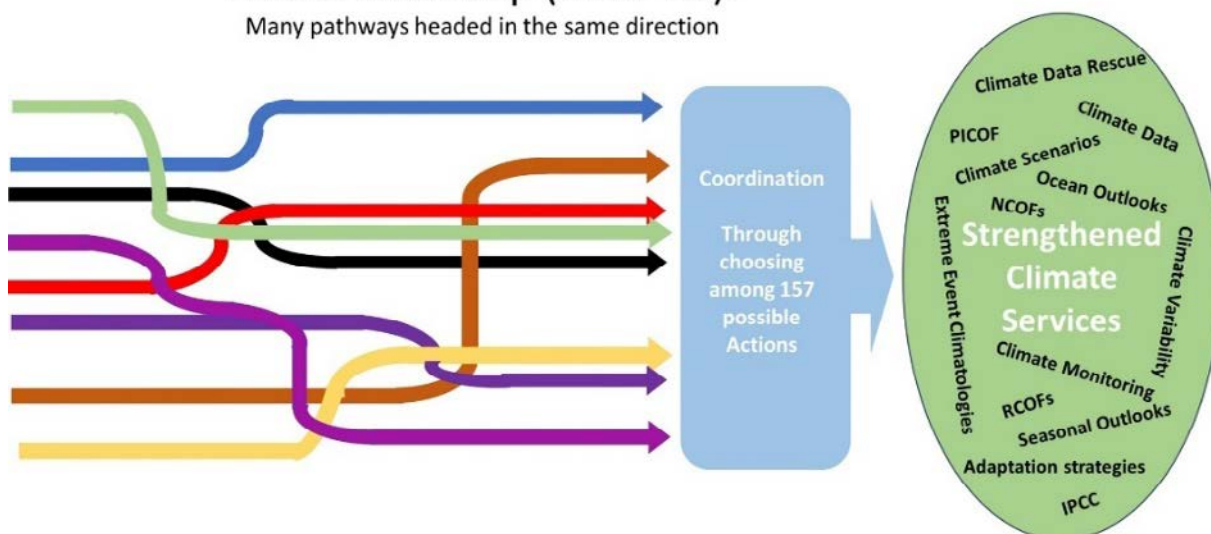 Many pathways headed in the same direction
Coordination
Through
choosing
among 157
possible
Actions
Climate Data Rescue
Climate Data
PICOF
Climate Scenarios
Ocean Outlooks
NCOFs
Extreme Event Climatologies
Strengthened
Climate
Services
Climate Variability
Climate Monitoring
RCOFs
Seasonal Outlooks
Adaptation strategies
IPCC